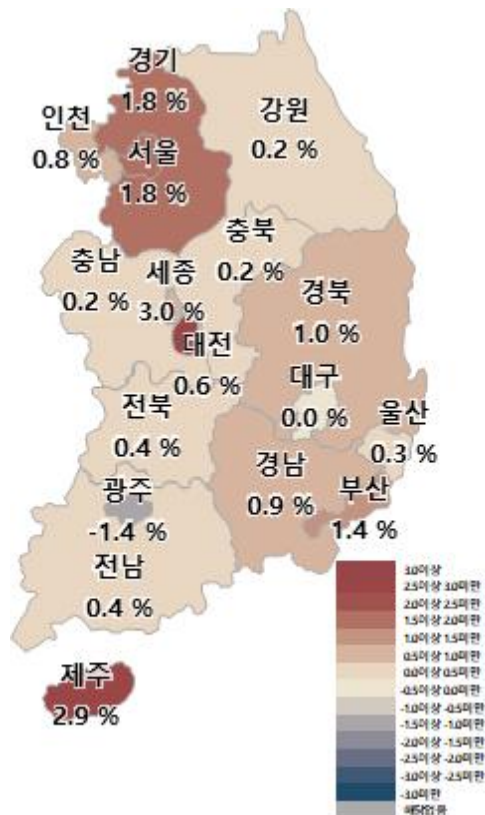 경기
1.8 %
인천
0.8 %
서울
1.8 %
강원
0.2 %
충북
0.2 %
충남
0.2 %
세종
3.0 %
대전
0.6 %
경북
1.0 %
대구
0.0 %
울산
0.3 %
전북
0.4 %
경남
0.9 %
부산
1.4 %
광주
-1.4 %
전남
0.4 %
제주
2.9 %
3.0이상
2.5이상 3.0미만
2.0이상 2.5미만
1.5이상 2.0미만
1.0이상 1.5미만
0.5이상 1.0미만
0.0이상 0.5미만
-0.5이상 0.0미만
-1.0이상 -0.5미만
-1.5이상 -1.0미만
-2.0이상 -1.5미만
-2.5이상 -2.0미만
-3.0이상 -2.5미만
-3.0미만
해당없음